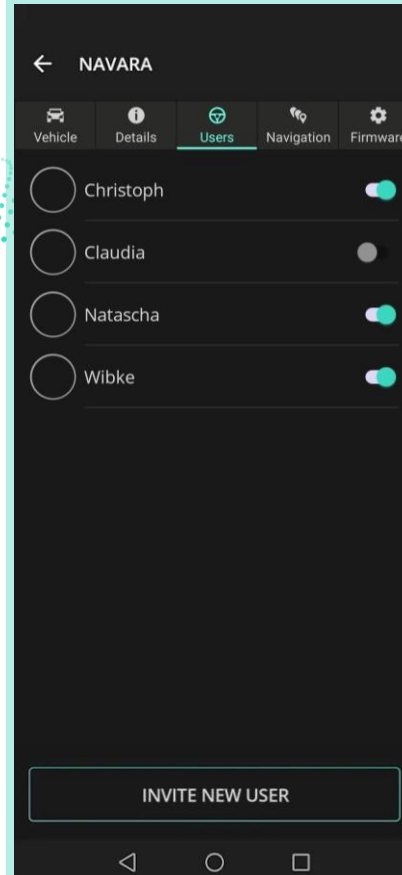 NAVARA
Vehicle Details Users Navigation Firmware
Christoph
Claudia
Natascha
Wibke
INVITE NEW USER